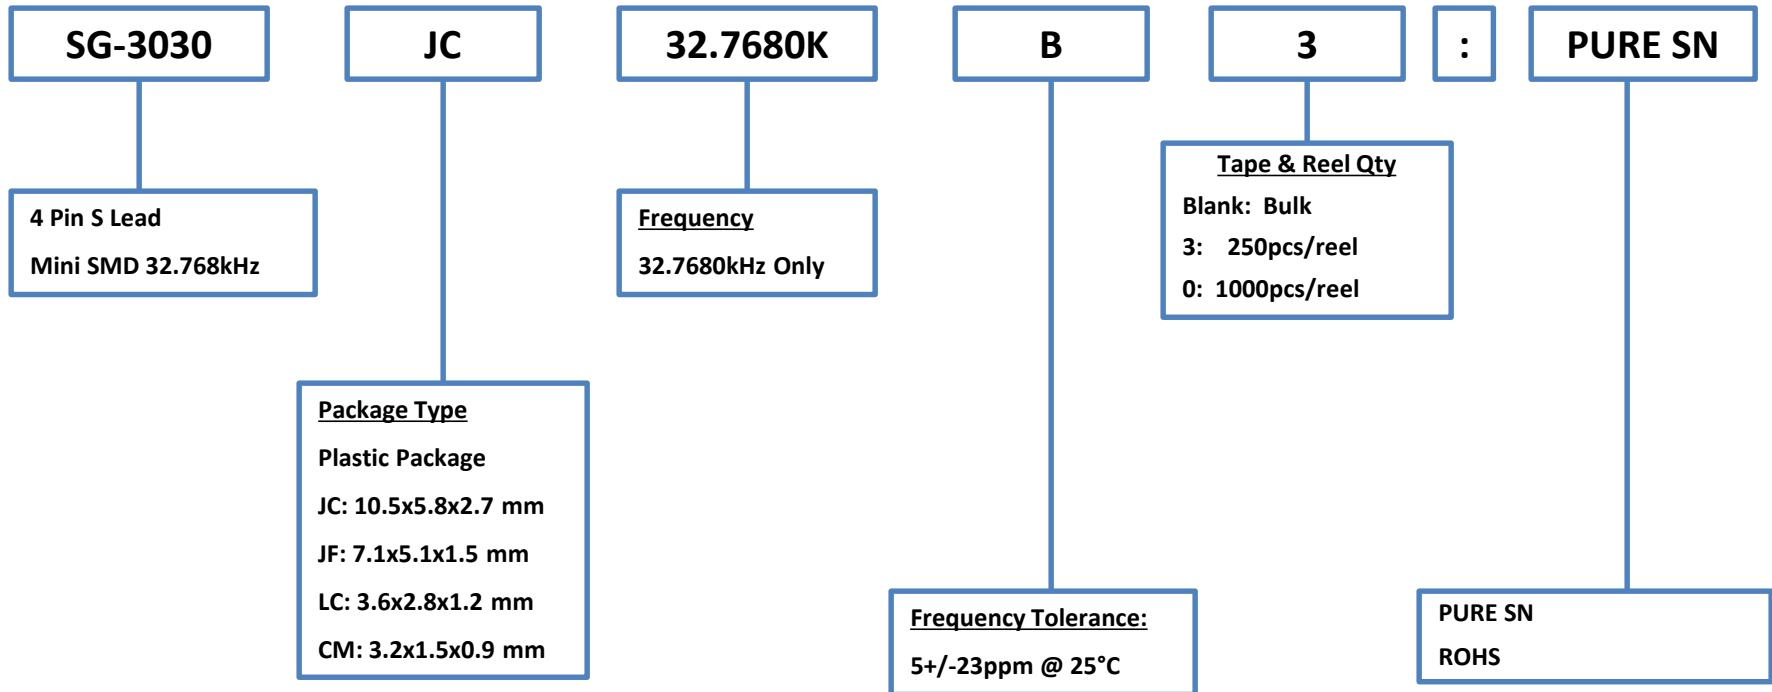 SG-3030
JC
32.7680K
B
3
:
PURE SN
4 Pin S Lead
Mini SMD 32.768kHz
Frequency
32.7680kHz Only
Tape & Reel Qty
Blank: Bulk
3: 250pcs/reel
0: 1000pcs/reel
Package Type
Plastic Package
JC: 10.5x5.8x2.7 mm
JF: 7.1x5.1x1.5 mm
LC: 3.6x2.8x1.2 mm
CM: 3.2x1.5x0.9 mm
Frequency Tolerance:
5+/-23ppm @ 25°C
PURE SN
ROHS